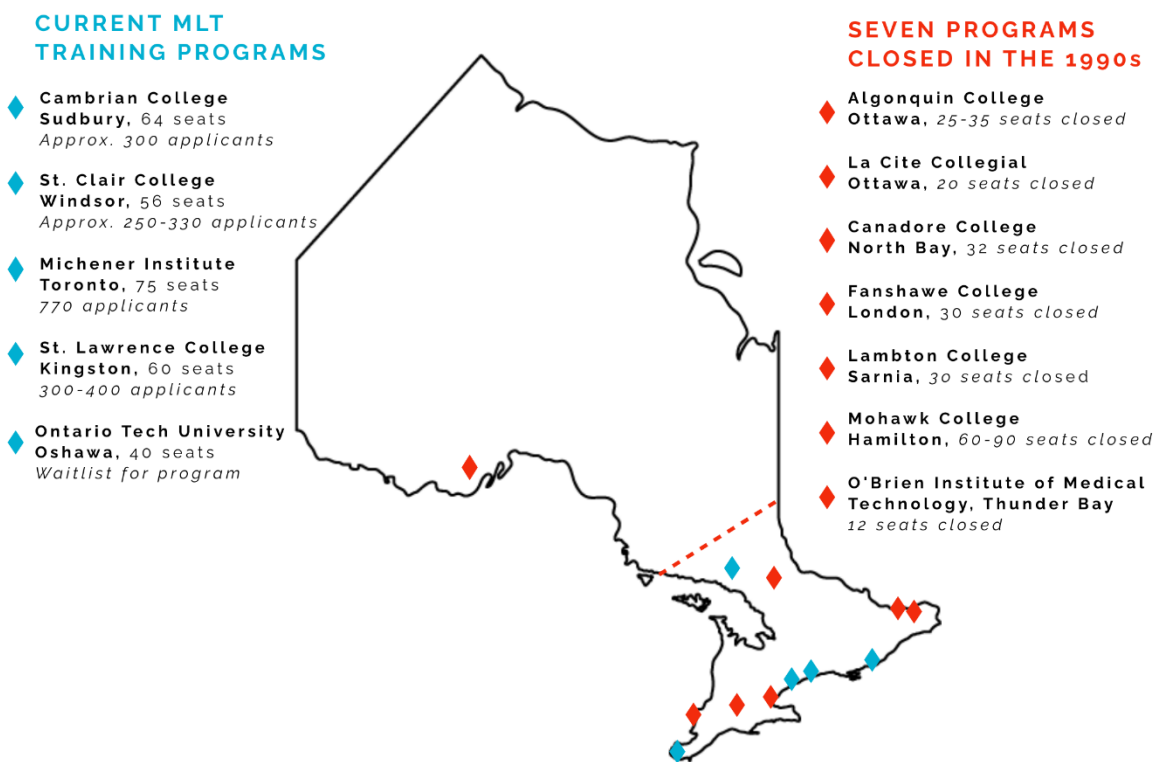 CURRENT MLT
TRAINING PROGRAMS
Cambrian College
Sudbury, 64 seats
Approx. 300 applicants
St. Clair College
Windsor, 56 seats
Approx. 250-330 applicants
Michener Institute
Toronto, 75 seats
770 applicants
St. Lawrence College
Kingston, 60 seats
300-400 applicants
Ontario Tech University
Oshawa, 40 seats
Waitlist for program
SEVEN PROGRAMS
CLOSED IN THE 1990s
Algonquin College
Ottawa, 25-35 seats closed
La Cite Collegial
Ottawa, 20 seats closed
Canadore College
North Bay, 32 seats closed
Fanshawe College
London, 30 seats closed
Lambton College
Sarnia, 30 seats closed
Mohawk College
Hamilton, 60-90 seats closed
O'Brien Institute of Medical
Technology, Thunder Bay
12 seats closed